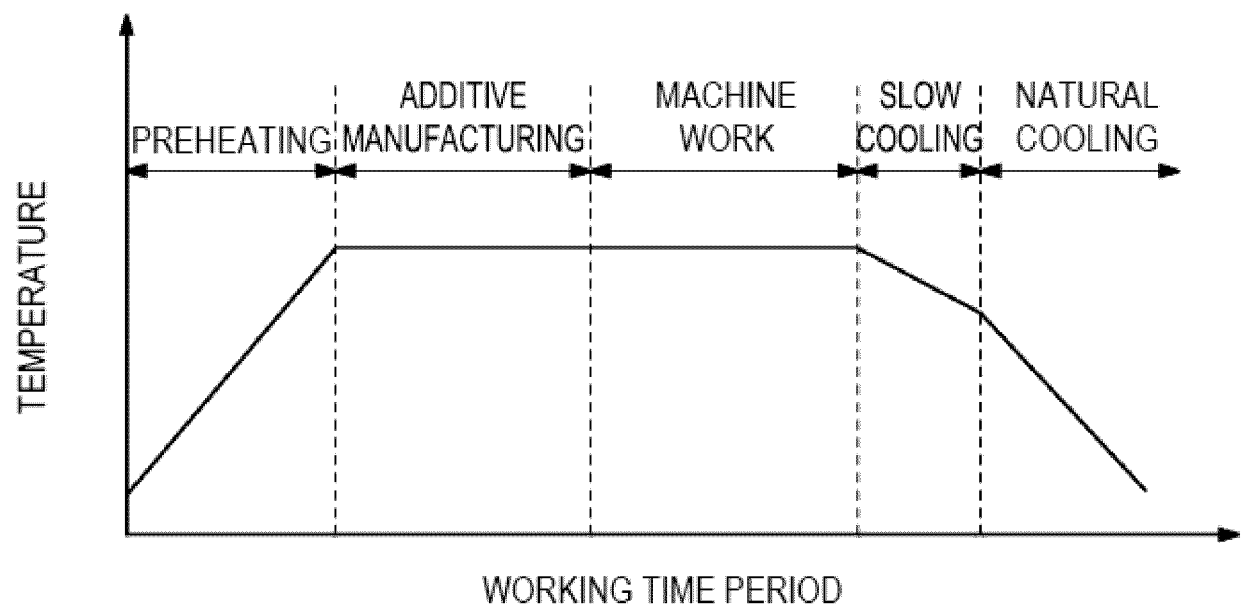 PREHEATING
ADDITIVE
MANUFACTURING
MACHINE
WORK
SLOW
COOLING
NATURAL
COOLING
TEMPERATURE
WORKING TIME PERIOD